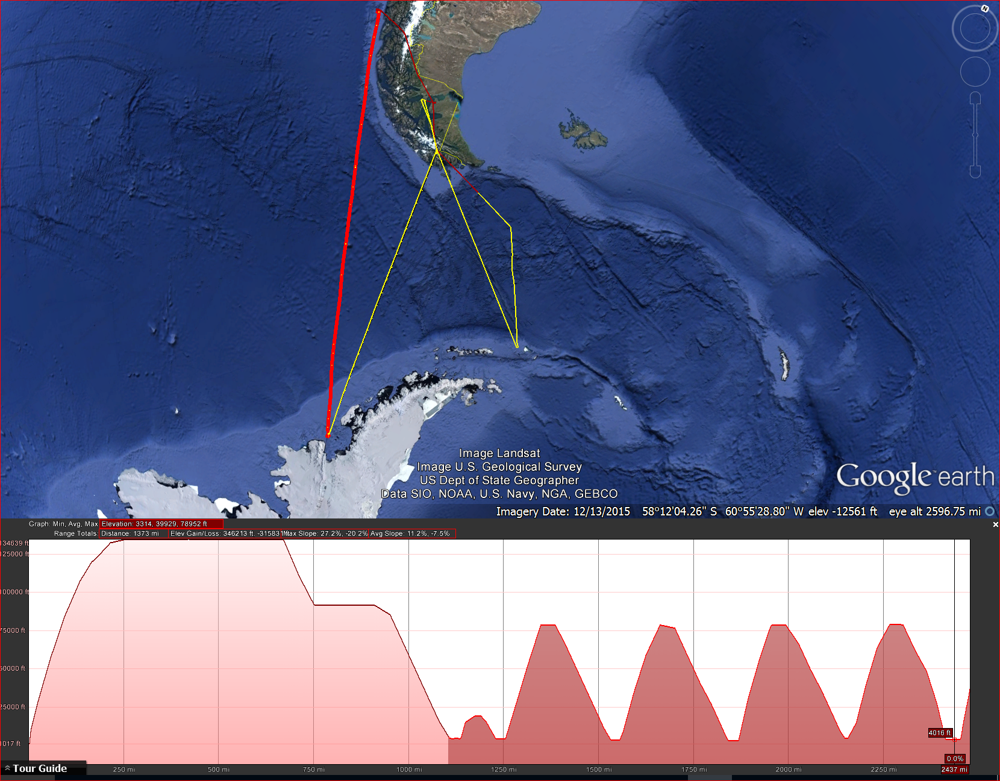 N
Image Landsat
Image U.S. Geological Survey
US Dept of State Geographer
Data SIO, NOAA, U.S. Navy, NGA, GEBCO
Google earth
Imagery Date: 12/13/2015 58°12'04.26" S 60°55'28.80" W elev -12561 ft eye alt 2596.75 mi
Graph: Min, Avg, Max Elevation: 3314, 39929, 78952 ft
Range Totals: Distance: 1373 mi Elev Gain/Loss: 346213 ft, -315831 ft Max Slope: 27.2%, -20.2% Avg Slope: 11.2%, -7.5%
134639 ft
125000 ft
100000 ft
75000 ft
50000 ft
25000 ft
4016 ft
1017 ft
0.0%
Tour Guide
250 mi 500 mi 750 mi 1000 mi 1250 mi 1500 mi 1750 mi 2000 mi 2250 mi 2437 mi